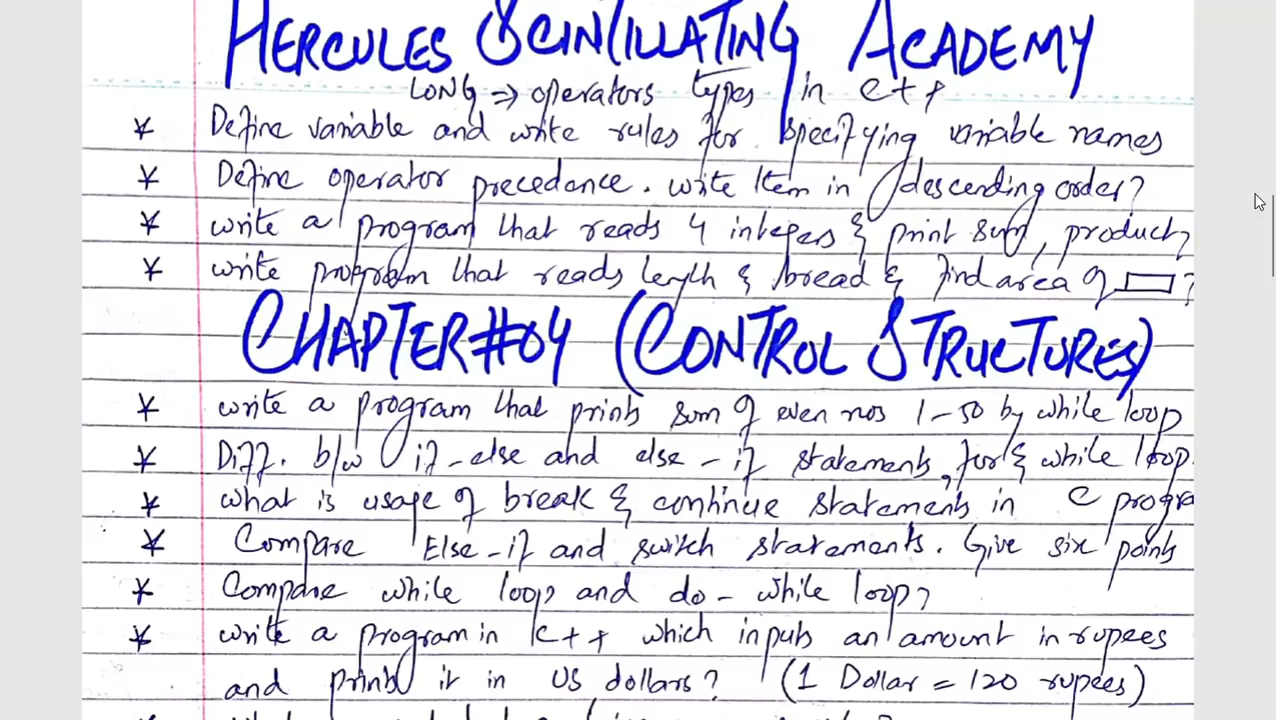 HERCULES SCINTILLATING ACADEMY
LONG => operators types in c++
* Define variable and write rules for specifying variable names
* Define operator precedence. write Item in descending order?
* write a program that reads 4 integers & print sum, product?
* write program that reads length & bread & find area of ?
CHAPTER#04 (CONTROL STRUCTURES)
* write a program that prints sum of even nos 1-50 by while loop
* Diff. b/w if-else and else-if statements, for & while loop.
* what is usage of break & continue statements in C progra
* Compare Else-if and switch statements. Give six points
* Compare while loop and do-while loop?
* write a program in c++ which inputs an amount in rupees
and prints it in US dollars? (1 Dollar = 120 rupees)